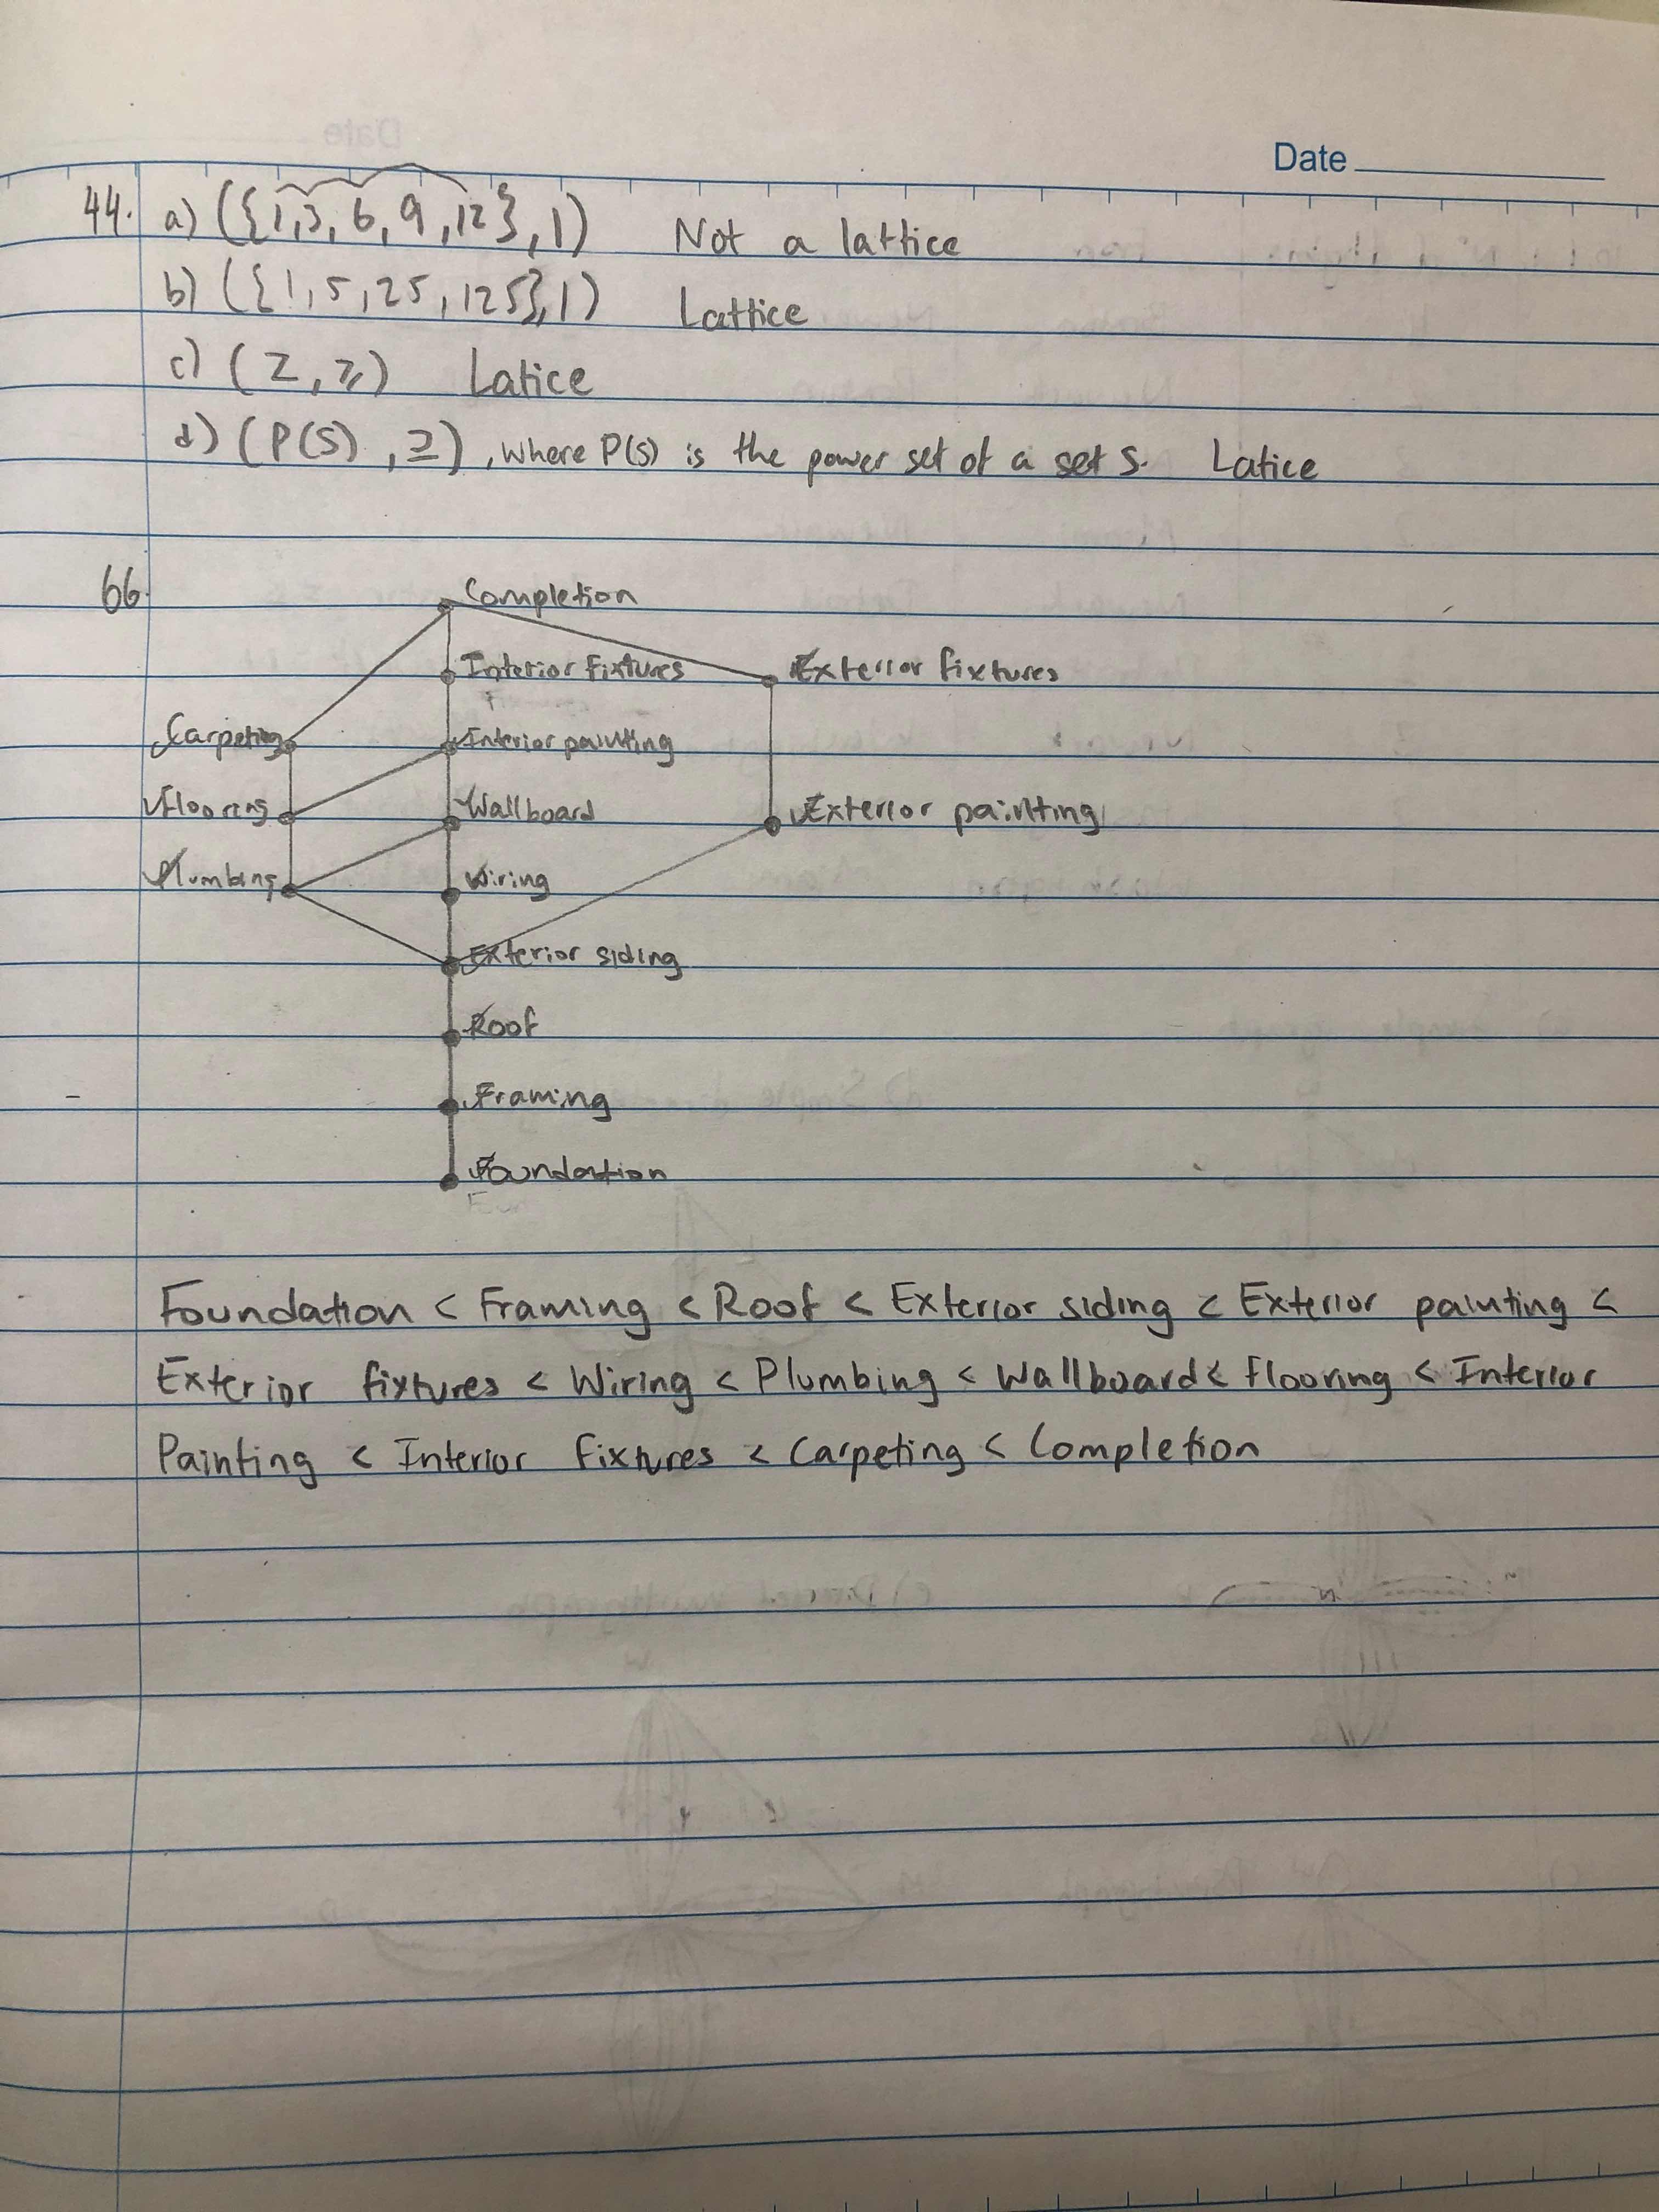 Date
44. a) ({1,3,6,9,12},|) Not a lattice
b) ({1,5,25,125},|) Lattice
c) (Z,≥) Latice
d) (P(S),⊇), where P(S) is the power set of a set S. Latice
66.
Completion
Interior fixtures Exterior fixtures
Carpeting Interior painting
Flooring Wallboard Exterior painting
Plumbing Wiring
Exterior siding
Roof
Framing
Foundation
Foundation < Framing < Roof < Exterior siding < Exterior painting <
Exterior fixtures < Wiring < Plumbing < Wallboard < Flooring < Interior
Painting < Interior Fixtures < Carpeting < Completion